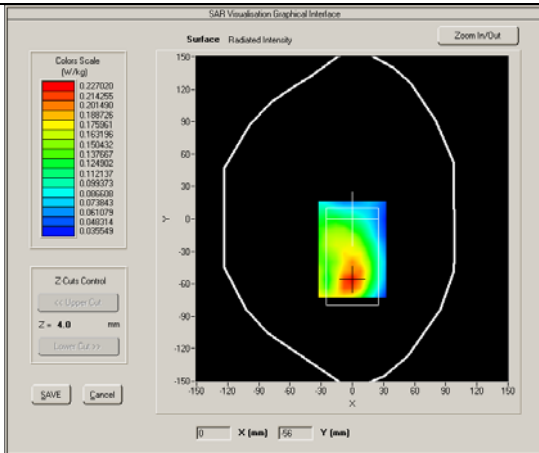 SAR Visualisation Graphical Interface
Surface Radiated Intensity
Zoom In/Out
Colors Scale
(W/kg)
0.227020
0.214255
0.201490
0.188726
0.175961
0.163196
0.150432
0.137667
0.124902
0.112137
0.099373
0.086608
0.073843
0.061079
0.048314
0.035549
Z-Cuts Control
<< Upper Cut
Z = 4.0 mm
Lower Cut >>
SAVE Cancel
150
120
90
60
30
0
-30
-60
-90
-120
-150
Y
-150 -120 -90 -60 -30 0 30 60 90 120 150
X
0 X (mm) -56 Y (mm)